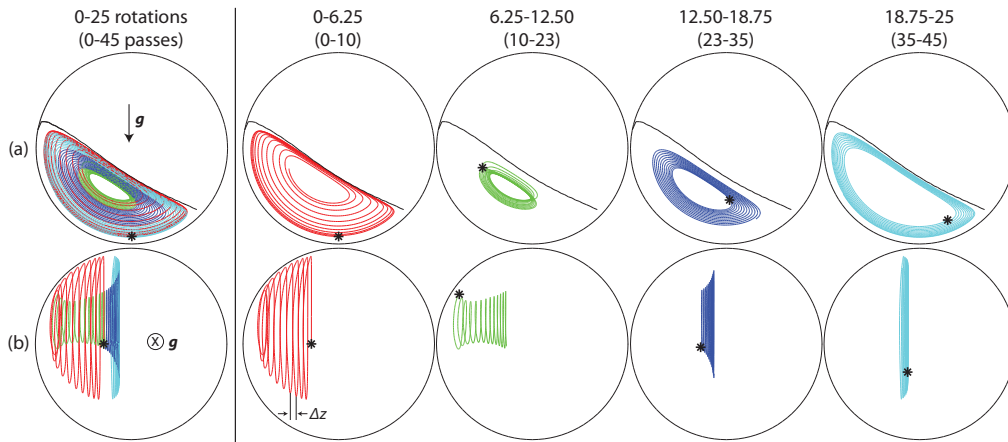 0-25 rotations
(0-45 passes)
0-6.25
(0-10)
6.25-12.50
(10-23)
12.50-18.75
(23-35)
18.75-25
(35-45)
(a)
g
(b)
x g
Δz